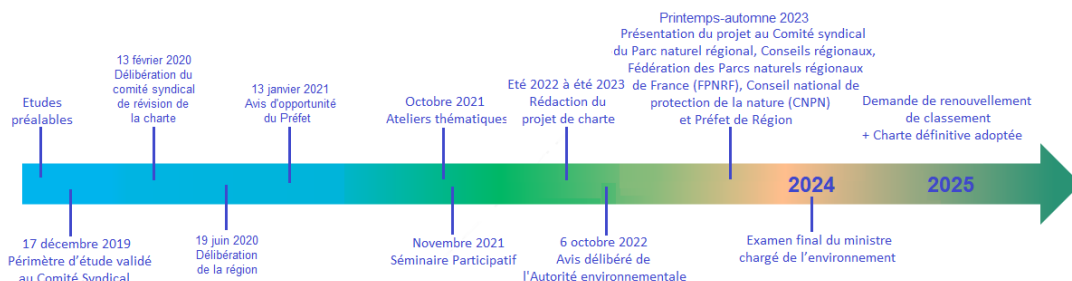 Etudes
préalables
17 décembre 2019
Périmètre d'étude validé
au Comité Syndical
13 février 2020
Délibération du
comité syndical
de révision de
la charte
19 juin 2020
Délibération
de la région
13 janvier 2021
Avis d'opportunité
du Préfet
Octobre 2021
Ateliers thématiques
Novembre 2021
Séminaire Participatif
Eté 2022 à été 2023
Rédaction du
projet de charte
6 octobre 2022
Avis délibéré de
l'Autorité environnementale
Printemps-automne 2023
Présentation du projet au Comité syndical
du Parc naturel régional, Conseils régionaux,
Fédération des Parcs naturels régionaux
de France (FPNRF), Conseil national de
protection de la nature (CNPN)
et Préfet de Région
2024
Examen final du ministre
chargé de l'environnement
Demande de renouvellement
de classement
+ Charte définitive adoptée
2025